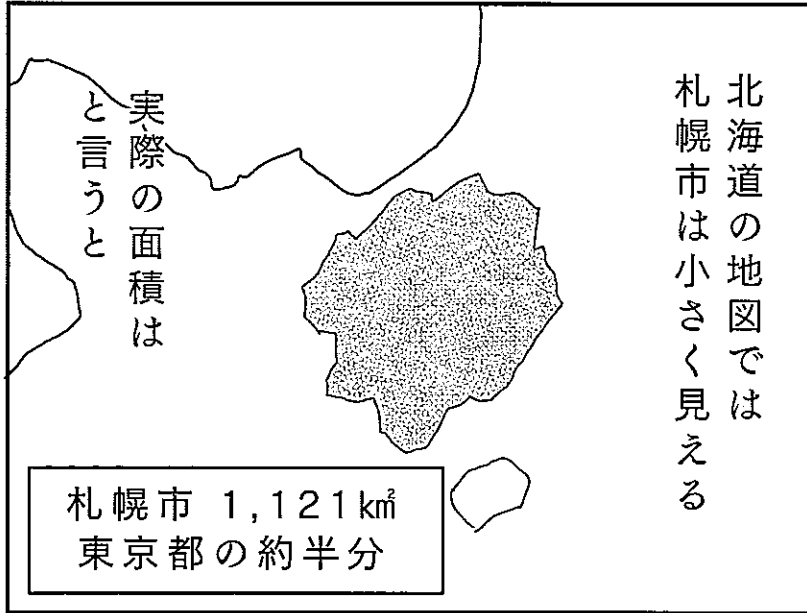 北海道の地図では
札幌市は小さく見える
実際の面積は
と言うと
札幌市 1,121㎢
東京都の約半分